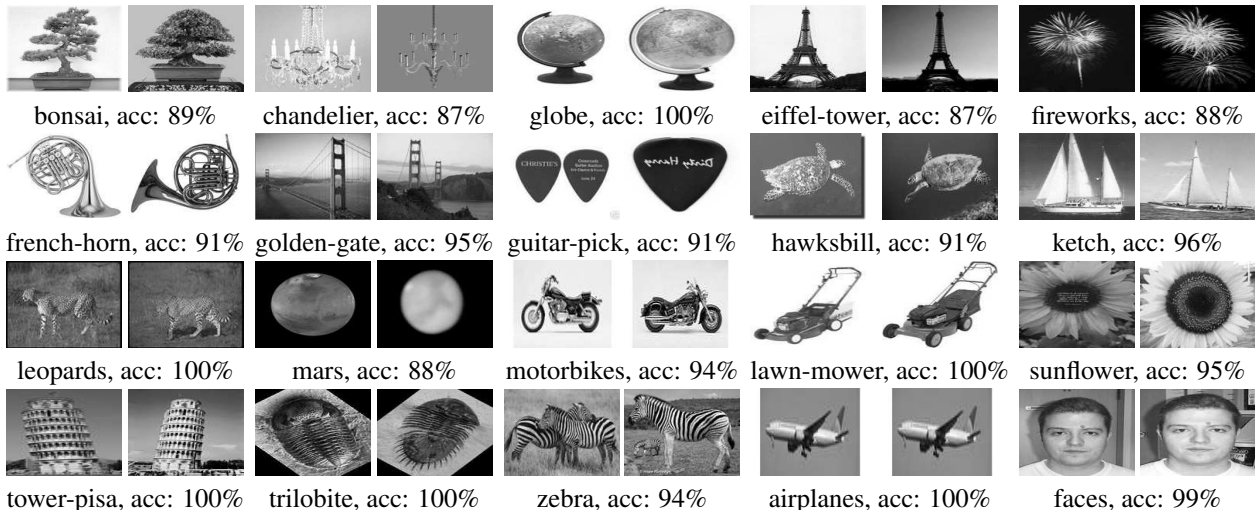 bonsai, acc: 89% chandelier, acc: 87% globe, acc: 100% eiffel-tower, acc: 87% fireworks, acc: 88%
CHRISTIE'S
Dirty Harry
french-horn, acc: 91% golden-gate, acc: 95% guitar-pick, acc: 91% hawksbill, acc: 91% ketch, acc: 96%
leopards, acc: 100% mars, acc: 88% motorbikes, acc: 94% lawn-mower, acc: 100% sunflower, acc: 95%
tower-pisa, acc: 100% trilobite, acc: 100% zebra, acc: 94% airplanes, acc: 100% faces, acc: 99%